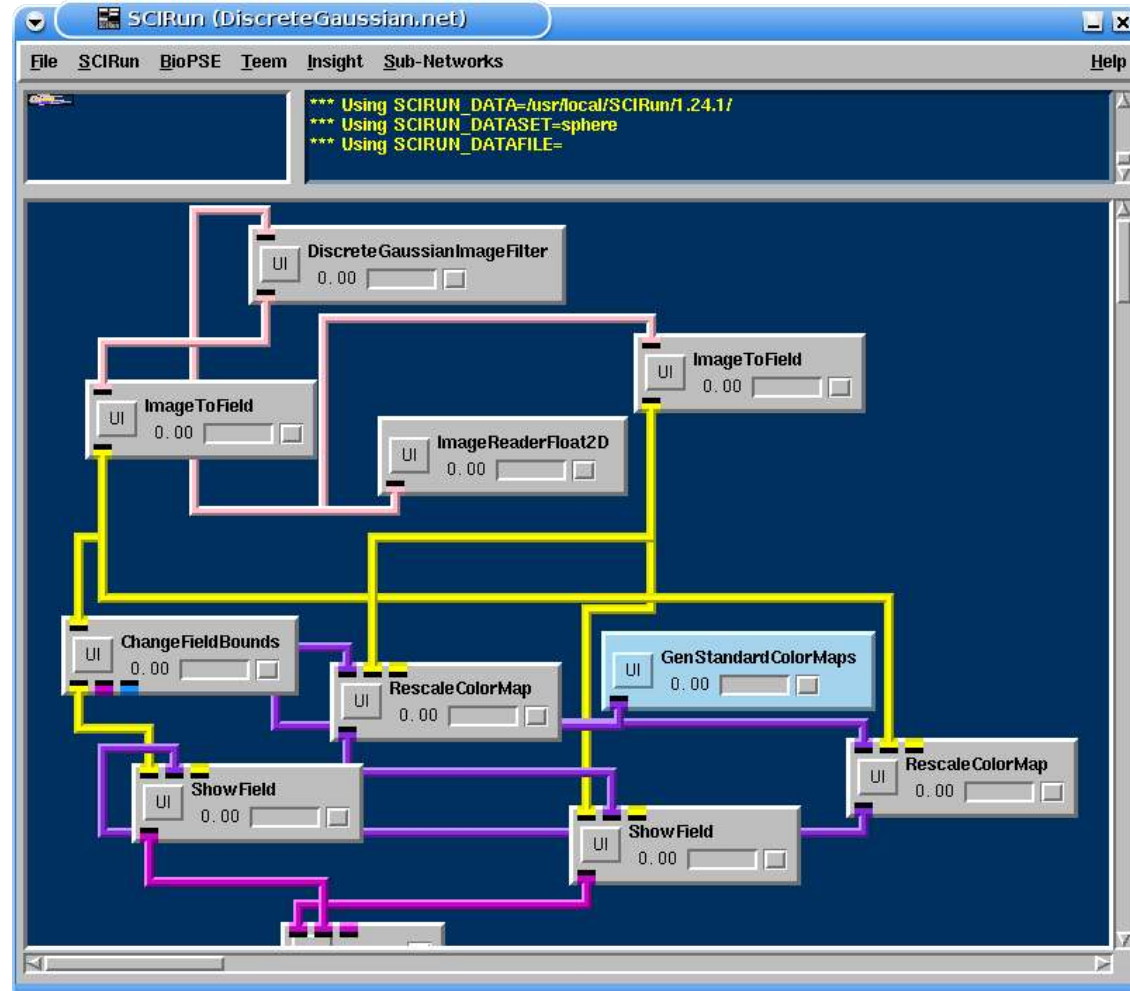 SCIRun (DiscreteGaussian.net)
File SCIRun BioPSE Teem Insight Sub-Networks Help
*** Using SCIRUN_DATA=/usr/local/SCIRun/1.24.1/
*** Using SCIRUN_DATASET=sphere
*** Using SCIRUN_DATAFILE=
UI DiscreteGaussianImageFilter
0.00
UI ImageToField
0.00
UI ImageToField
0.00
UI ImageReaderFloat2D
0.00
UI ChangeFieldBounds
0.00
UI GenStandardColorMaps
0.00
UI RescaleColorMap
0.00
UI RescaleColorMap
0.00
UI ShowField
0.00
UI ShowField
0.00